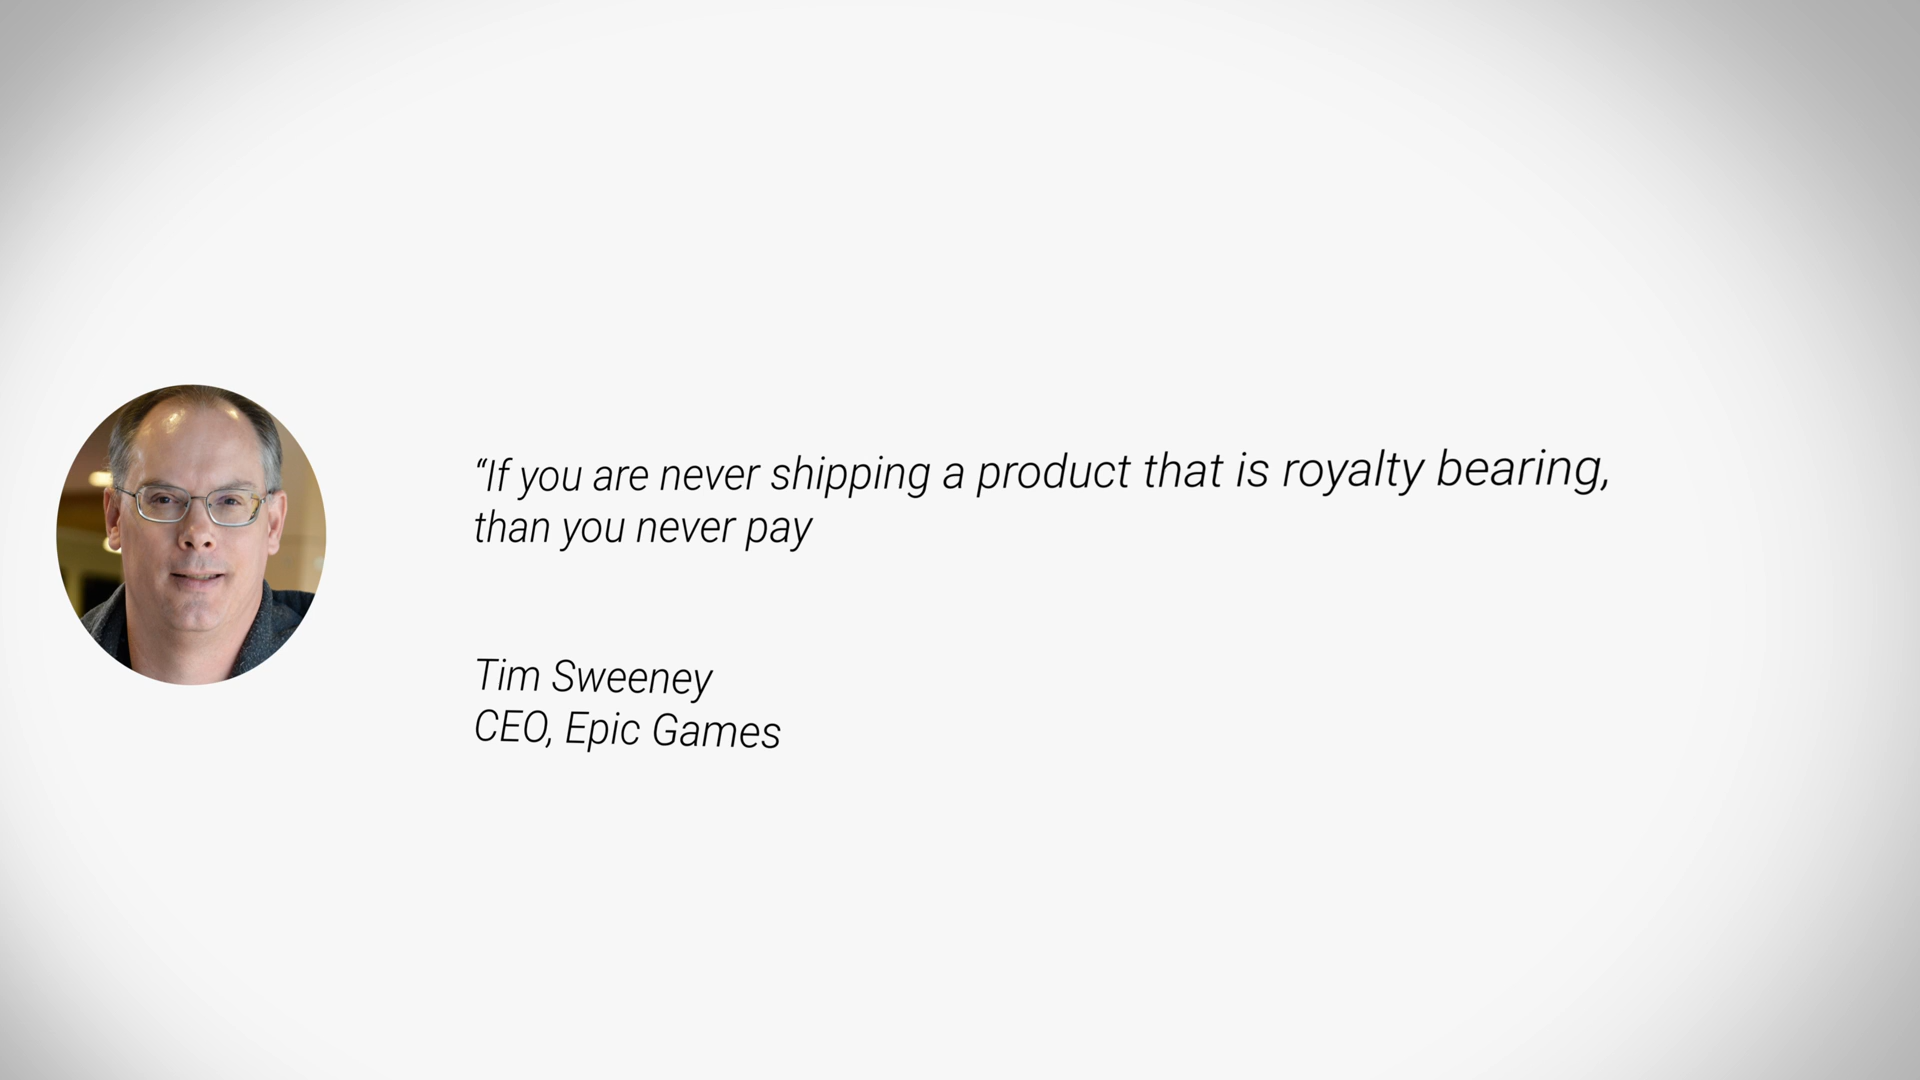 “If you are never shipping a product that is royalty bearing,
than you never pay
Tim Sweeney
CEO, Epic Games